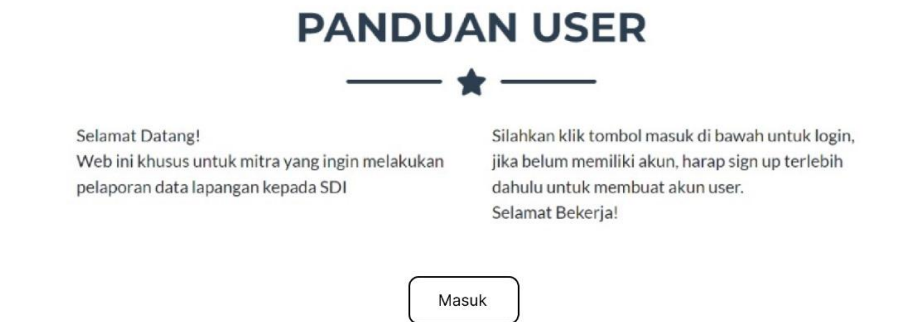 PANDUAN USER
Selamat Datang!
Web ini khusus untuk mitra yang ingin melakukan
pelaporan data lapangan kepada SDI
Silahkan klik tombol masuk di bawah untuk login,
jika belum memiliki akun, harap sign up terlebih
dahulu untuk membuat akun user.
Selamat Bekerja!
Masuk